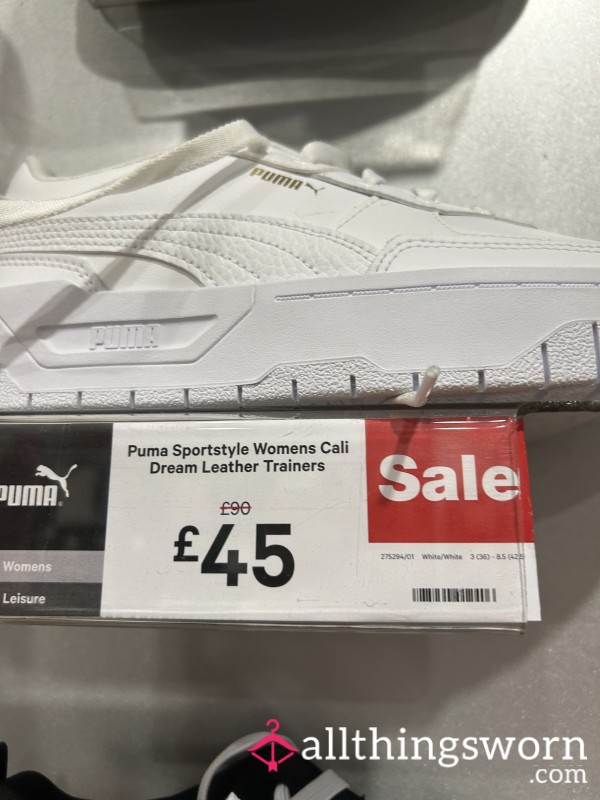 PUMA
PUMA
Puma Sportstyle Womens Cali
Dream Leather Trainers
£90
£45
Sale
275294/01 White/White 3 (36) - 8.5 (42.5
PUMA
Womens
Leisure
allthingsworn
.com